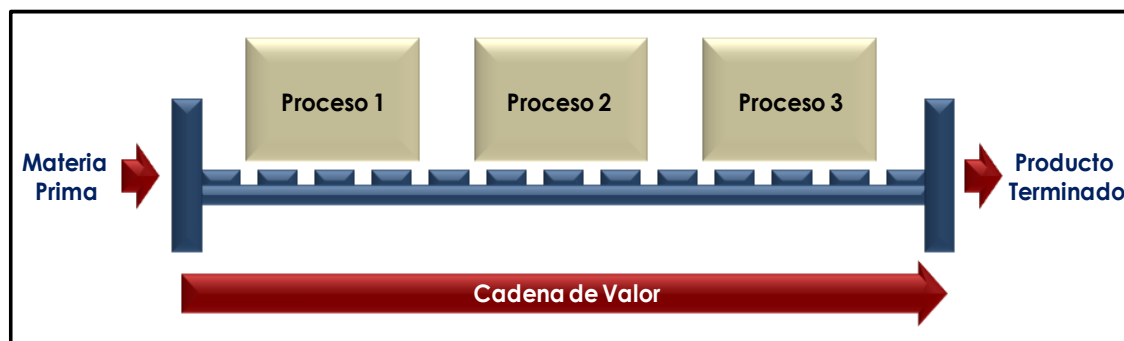 Proceso 1
Proceso 2
Proceso 3
Materia
Prima
Producto
Terminado
Cadena de Valor